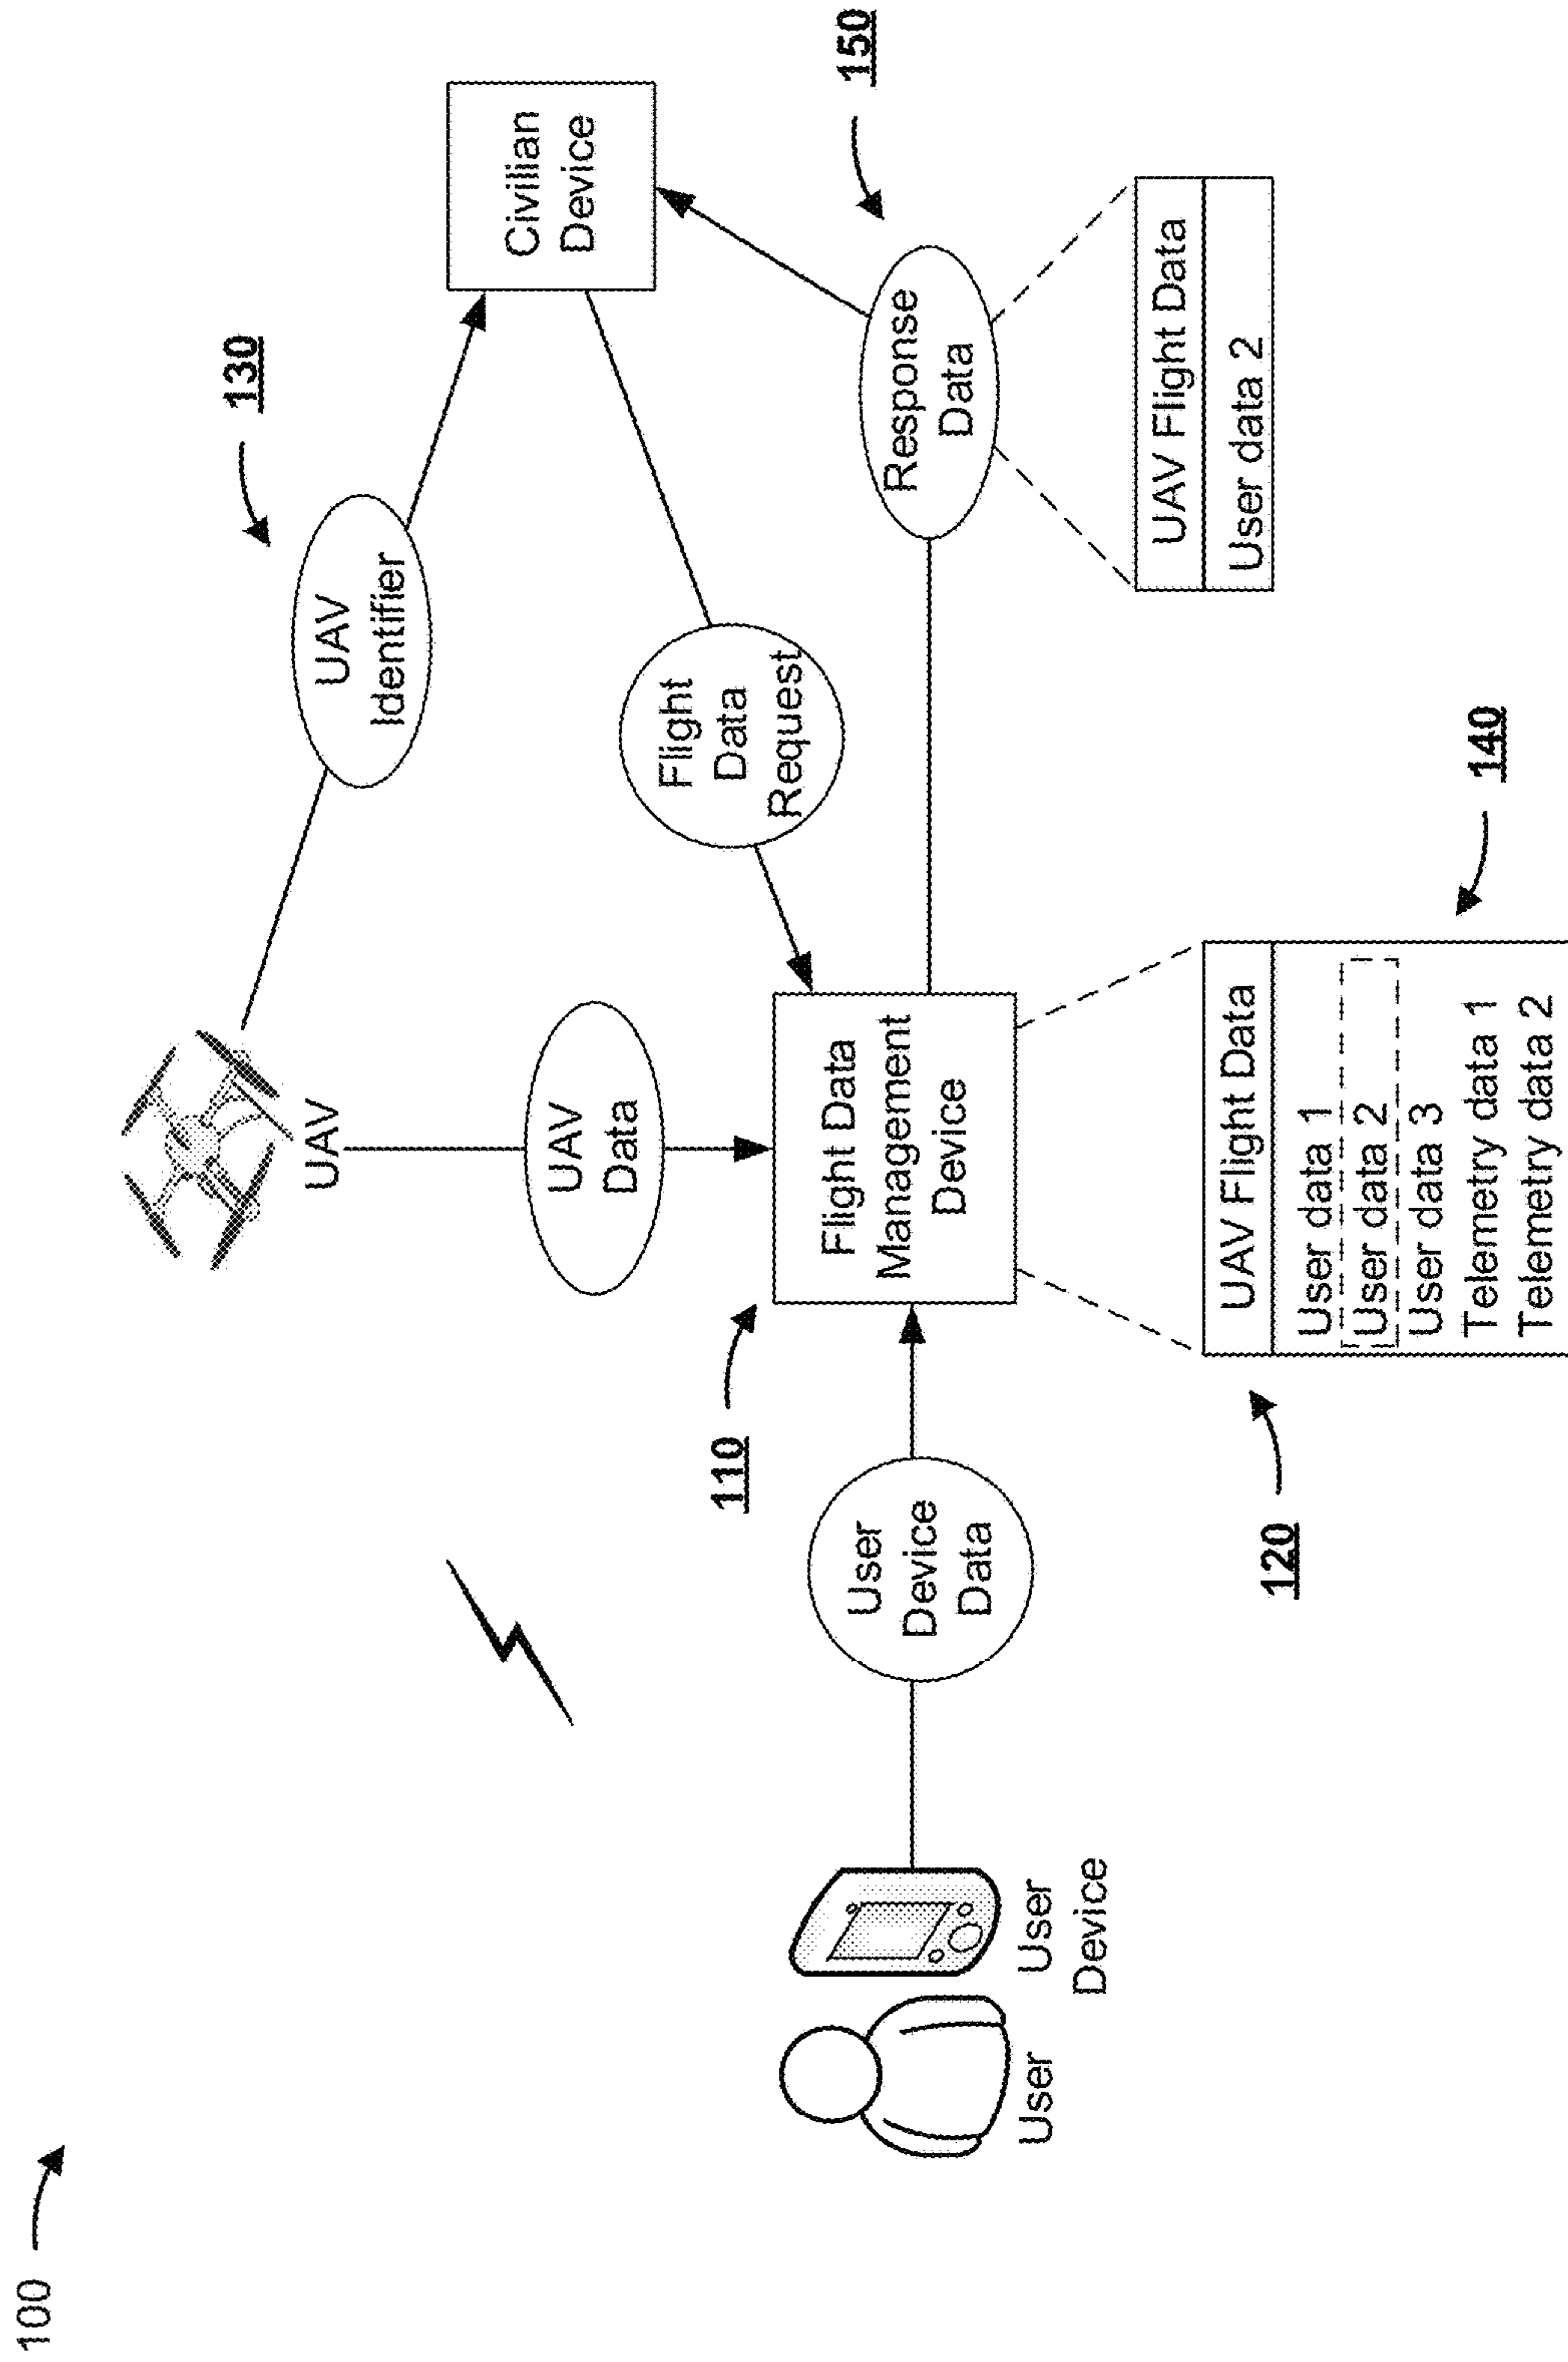 100
UAV
UAV
Identifier
130
Civilian
Device
UAV
Data
Flight
Data
Request
150
110
User
Device
Data
Flight Data
Management
Device
Response
Data
User
User
Device
120
UAV Flight Data
User data 1
User data 2
User data 3
Telemetry data 1
Telemetry data 2
140
UAV Flight Data
User data 2